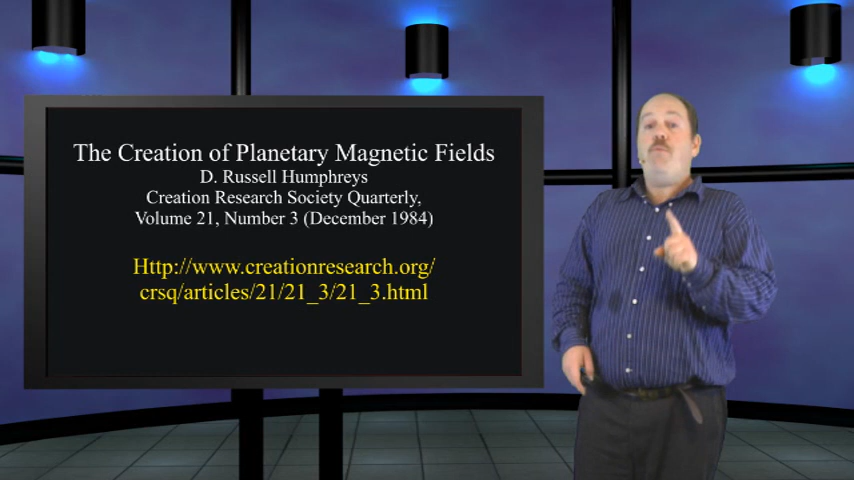 The Creation of Planetary Magnetic Fields
D. Russell Humphreys
Creation Research Society Quarterly,
Volume 21, Number 3 (December 1984)
Http://www.creationresearch.org/
crsq/articles/21/21_3/21_3.html